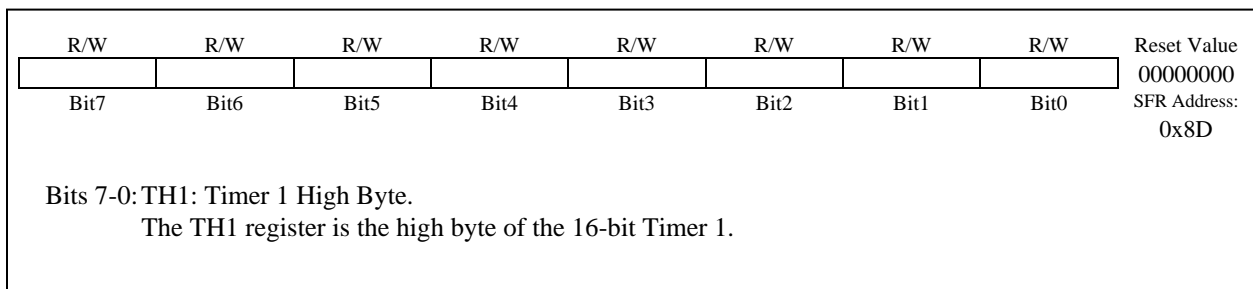 R/W R/W R/W R/W R/W R/W R/W R/W Reset Value
00000000
Bit7 Bit6 Bit5 Bit4 Bit3 Bit2 Bit1 Bit0 SFR Address:
0x8D
Bits 7-0: TH1: Timer 1 High Byte.
The TH1 register is the high byte of the 16-bit Timer 1.